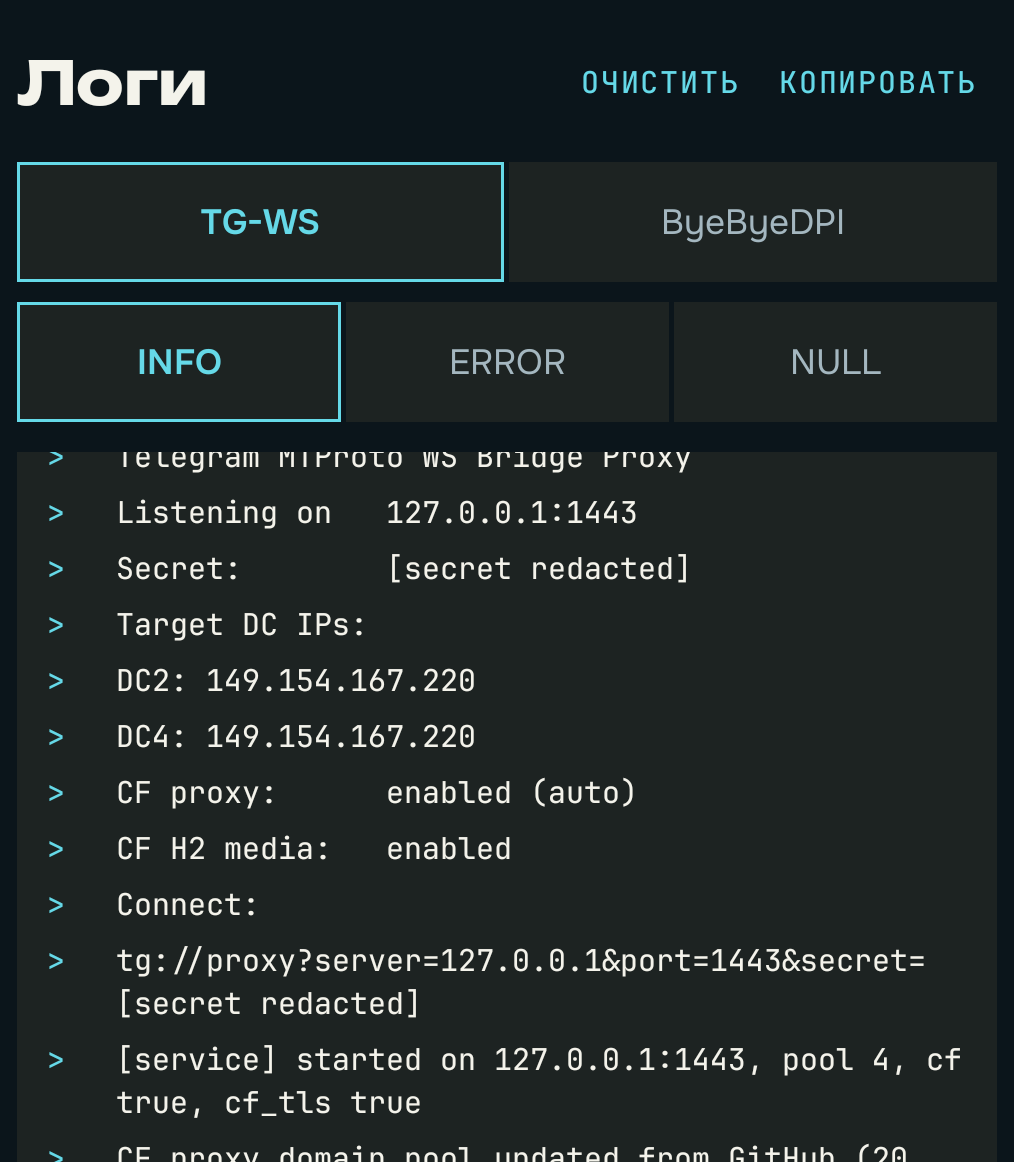 Логи
ОЧИСТИТЬ КОПИРОВАТЬ
TG-WS ByeByeDPI
INFO ERROR NULL
> Telegram MTProto WS Bridge Proxy
> Listening on 127.0.0.1:1443
> Secret: [secret redacted]
> Target DC IPs:
> DC2: 149.154.167.220
> DC4: 149.154.167.220
> CF proxy: enabled (auto)
> CF H2 media: enabled
> Connect:
> tg://proxy?server=127.0.0.1&port=1443&secret=
[secret redacted]
> [service] started on 127.0.0.1:1443, pool 4, cf
true, cf_tls true
> CF proxy domain pool updated from GitHub (20